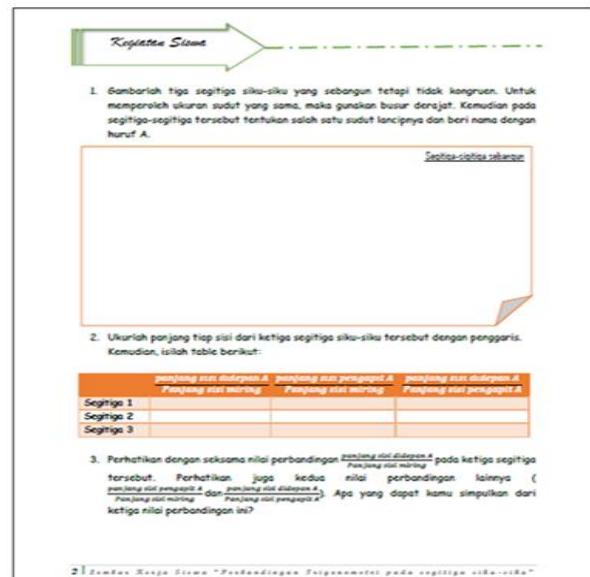 Kegiatan Siswa
1. Gambarlah tiga segitiga siku-siku yang sebangun tetapi tidak kongruen. Untuk
memperoleh ukuran sudut yang sama, maka gunakan busur derajat. Kemudian pada
segitiga-segitiga tersebut tentukan salah satu sudut lancipnya dan beri nama dengan
huruf A.
Segitiga-sigitiga sebangun
2. Ukurlah panjang tiap sisi dari ketiga segitiga siku-siku tersebut dengan penggaris.
Kemudian, isilah table berikut:
panjang sisi didepan A panjang sisi pengapit A panjang sisi didepan A
Panjang sisi miring Panjang sisi miring Panjang sisi pengapit A
Segitiga 1
Segitiga 2
Segitiga 3
3. Perhatikan dengan seksama nilai perbandingan panjang sisi didepan A / Panjang sisi miring pada ketiga segitiga
tersebut. Perhatikan juga kedua nilai perbandingan lainnya (
panjang sisi pengapit A / Panjang sisi miring dan panjang sisi didepan A / Panjang sisi pengapit A). Apa yang dapat kamu simpulkan dari
ketiga nilai perbandingan ini?
2 | Lembar Kerja Siswa "Perbandingan Trigonometri pada segitiga siku-siku"